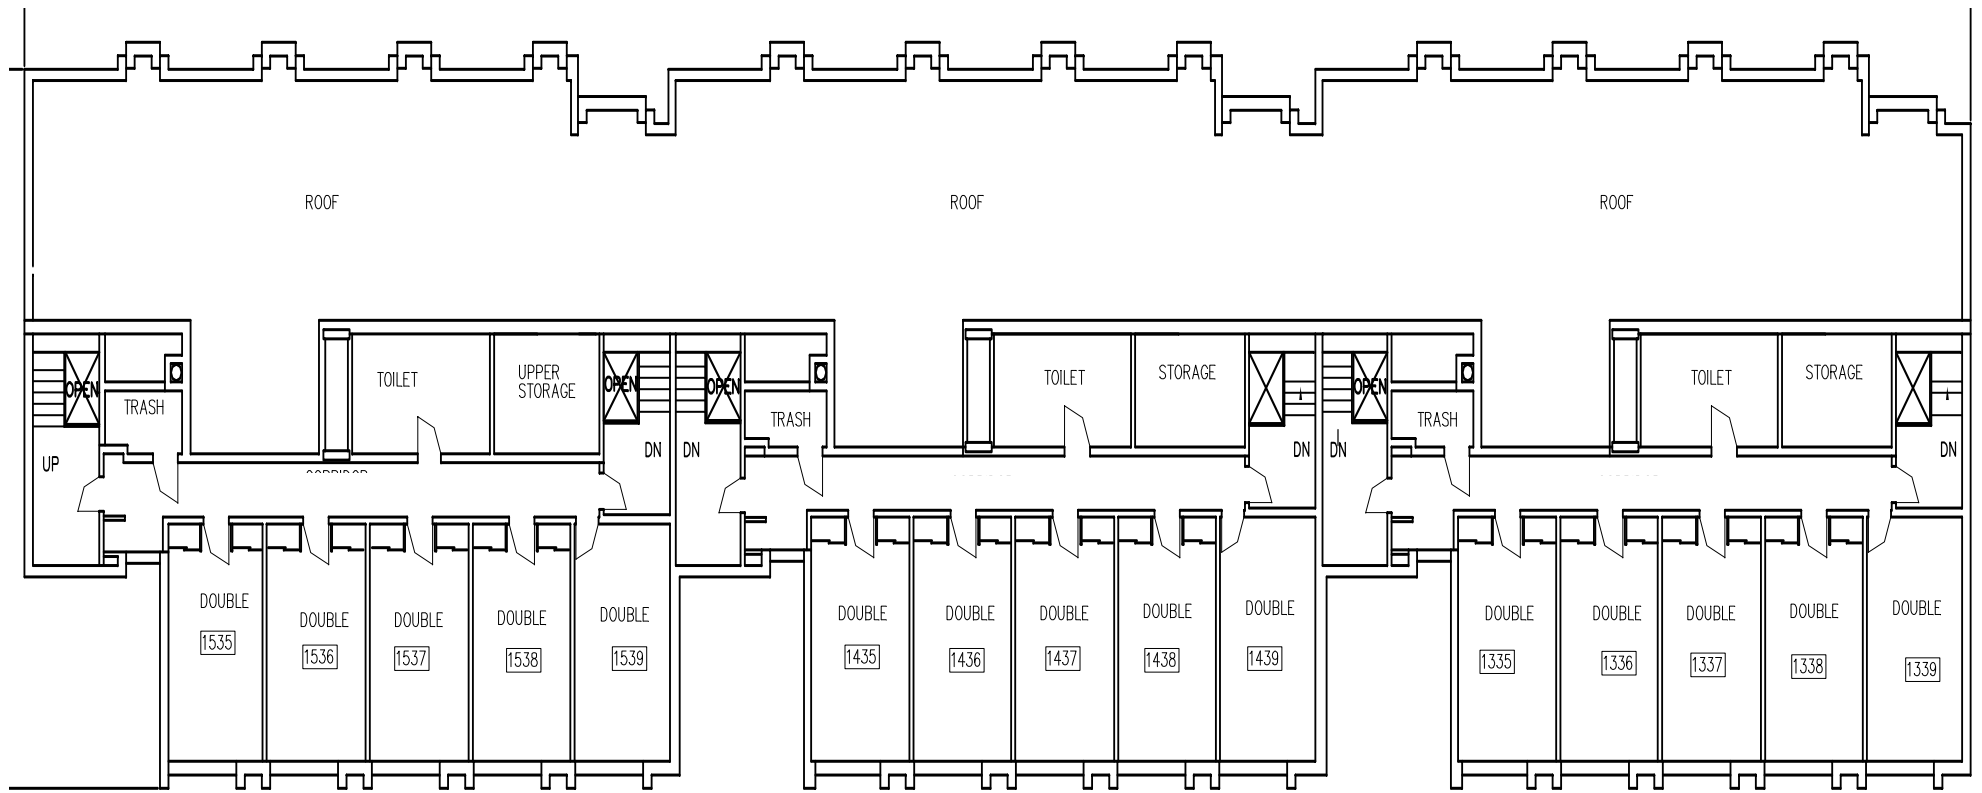 ROOF
ROOF
ROOF
OPEN
TRASH
UP
TOILET
UPPER
STORAGE
OPEN
DN
CORRIDOR
DN
OPEN
TRASH
TOILET
STORAGE
DN
DN
OPEN
TRASH
TOILET
STORAGE
DN
DOUBLE
1535
DOUBLE
1536
DOUBLE
1537
DOUBLE
1538
DOUBLE
1539
DOUBLE
1435
DOUBLE
1436
DOUBLE
1437
DOUBLE
1438
DOUBLE
1439
DOUBLE
1335
DOUBLE
1336
DOUBLE
1337
DOUBLE
1338
DOUBLE
1339